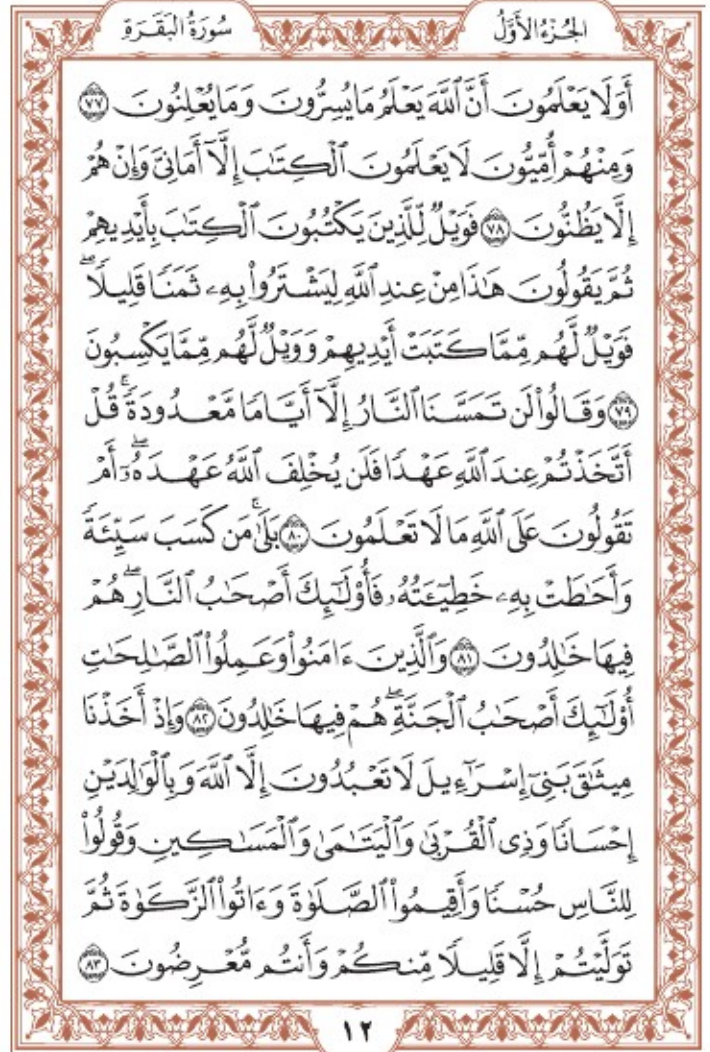 الجُزْءُ الأَوَّلُ
سُورَةُ البَقَرَةِ
أَوَلَا يَعْلَمُونَ أَنَّ ٱللَّهَ يَعْلَمُ مَا يُسِرُّونَ وَمَا يُعْلِنُونَ ٧٧
وَمِنْهُمْ أُمِّيُّونَ لَا يَعْلَمُونَ ٱلْكِتَٰبَ إِلَّآ أَمَانِىَّ وَإِنْ هُمْ
إِلَّا يَظُنُّونَ ٧٨ فَوَيْلٌ لِّلَّذِينَ يَكْتُبُونَ ٱلْكِتَٰبَ بِأَيْدِيهِمْ
ثُمَّ يَقُولُونَ هَٰذَا مِنْ عِندِ ٱللَّهِ لِيَشْتَرُوا۟ بِهِۦ ثَمَنًا قَلِيلًا ۖ
فَوَيْلٌ لَّهُم مِّمَّا كَتَبَتْ أَيْدِيهِمْ وَوَيْلٌ لَّهُم مِّمَّا يَكْسِبُونَ
٧٩ وَقَالُوا۟ لَن تَمَسَّنَا ٱلنَّارُ إِلَّآ أَيَّامًا مَّعْدُودَةً ۚ قُلْ
أَتَّخَذْتُمْ عِندَ ٱللَّهِ عَهْدًا فَلَن يُخْلِفَ ٱللَّهُ عَهْدَهُۥٓ ۖ أَمْ
تَقُولُونَ عَلَى ٱللَّهِ مَا لَا تَعْلَمُونَ ٨٠ بَلَىٰ ۚ مَن كَسَبَ سَيِّئَةً
وَأَحَٰطَتْ بِهِۦ خَطِيٓـَٔتُهُۥ فَأُو۟لَٰٓئِكَ أَصْحَٰبُ ٱلنَّارِ ۖ هُمْ
فِيهَا خَٰلِدُونَ ٨١ وَٱلَّذِينَ ءَامَنُوا۟ وَعَمِلُوا۟ ٱلصَّٰلِحَٰتِ
أُو۟لَٰٓئِكَ أَصْحَٰبُ ٱلْجَنَّةِ ۖ هُمْ فِيهَا خَٰلِدُونَ ٨٢ وَإِذْ أَخَذْنَا
مِيثَٰقَ بَنِىٓ إِسْرَٰٓءِيلَ لَا تَعْبُدُونَ إِلَّا ٱللَّهَ وَبِٱلْوَٰلِدَيْنِ
إِحْسَانًا وَذِى ٱلْقُرْبَىٰ وَٱلْيَتَٰمَىٰ وَٱلْمَسَٰكِينِ وَقُولُوا۟
لِلنَّاسِ حُسْنًا وَأَقِيمُوا۟ ٱلصَّلَوٰةَ وَءَاتُوا۟ ٱلزَّكَوٰةَ ثُمَّ
تَوَلَّيْتُمْ إِلَّا قَلِيلًا مِّنكُمْ وَأَنتُم مُّعْرِضُونَ ٨٣
١٢